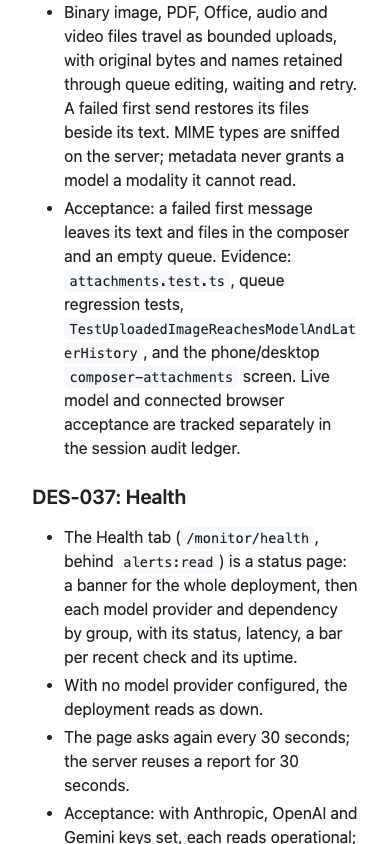 • Binary image, PDF, Office, audio and
video files travel as bounded uploads,
with original bytes and names retained
through queue editing, waiting and retry.
A failed first send restores its files
beside its text. MIME types are sniffed
on the server; metadata never grants a
model a modality it cannot read.
• Acceptance: a failed first message
leaves its text and files in the composer
and an empty queue. Evidence:
attachments.test.ts , queue
regression tests,
TestUploadedImageReachesModelAndLat
erHistory , and the phone/desktop
composer-attachments screen. Live
model and connected browser
acceptance are tracked separately in
the session audit ledger.
DES-037: Health
• The Health tab ( /monitor/health ,
behind alerts:read ) is a status page:
a banner for the whole deployment, then
each model provider and dependency
by group, with its status, latency, a bar
per recent check and its uptime.
• With no model provider configured, the
deployment reads as down.
• The page asks again every 30 seconds;
the server reuses a report for 30
seconds.
• Acceptance: with Anthropic, OpenAI and
Gemini keys set, each reads operational;